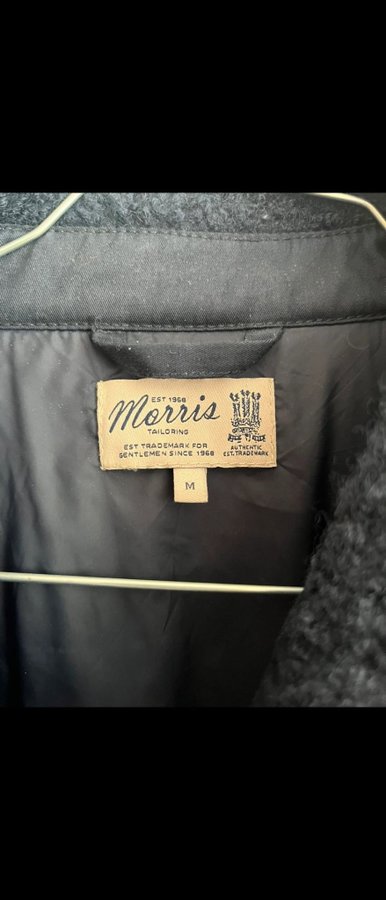 EST 1968
Morris
TAILORING
EST TRADEMARK FOR
GENTLEMEN SINCE 1968
AUTHENTIC
EST. TRADEMARK
M